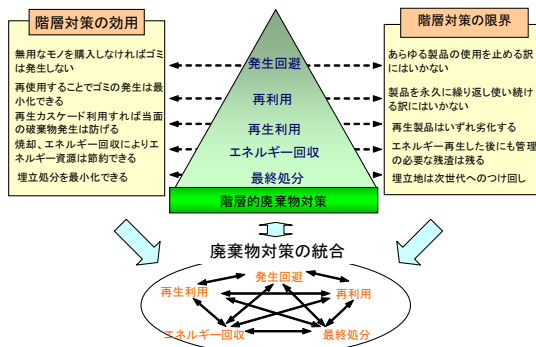 階層対策の効用
無用なモノを購入しなければゴミ
は発生しない
再使用することでゴミの発生は最
小化できる
再生カスケード利用すれば当面
の破棄物発生は防げる
焼却、エネルギー回収によりエ
ネルギー資源は節約できる
埋立処分を最小化できる
発生回避
再利用
再生利用
エネルギー回収
最終処分
階層的廃棄物対策
階層対策の限界
あらゆる製品の使用を止める訳
にはいかない
製品を永久に繰り返し使い続け
る訳にはいかない
再生製品はいずれ劣化する
エネルギー再生した後にも管理
の必要な残渣は残る
埋立地は次世代へのつけ回し
廃棄物対策の統合
発生回避
再生利用
再利用
エネルギー回収
最終処分